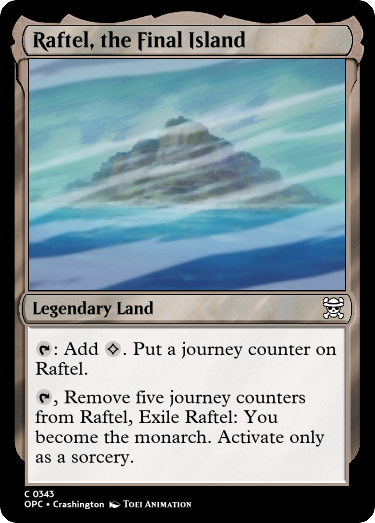 Raftel, the Final Island
Legendary Land
: Add . Put a journey counter on
Raftel.
, Remove five journey counters
from Raftel, Exile Raftel: You
become the monarch. Activate only
as a sorcery.
C 0343
OPC • Crashington Toei Animation